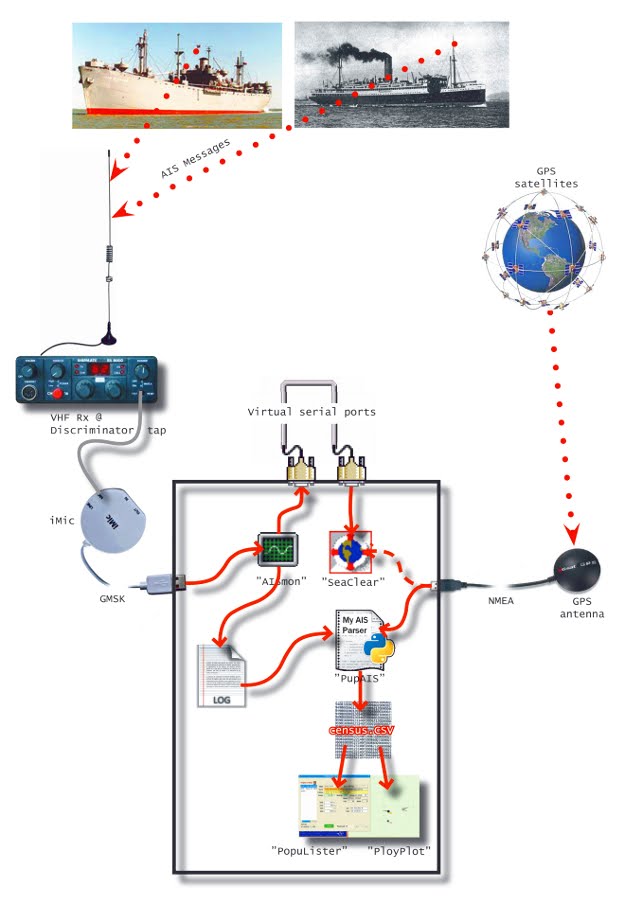 AIS Messages
GPS
satellites
VHF Rx @
Discriminator tap
Virtual serial ports
iMic
iMic
GMSK
"AISmon"
"SeaClear"
NMEA
GPS
antenna
My AIS
Parser
"PupAIS"
LOG
census.CSV
"PopuLister"
"PloyPlot"